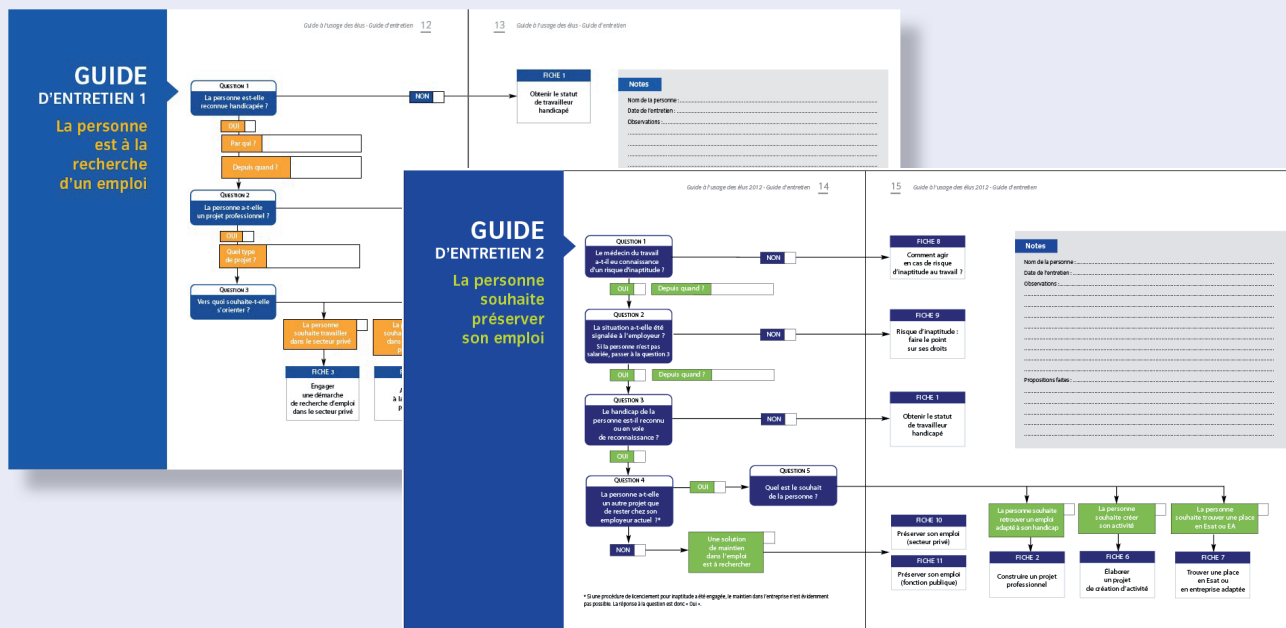 Guide à l'usage des élus - Guide d'entretien 12
13 Guide à l'usage des élus - Guide d'entretien
GUIDE
D'ENTRETIEN 1
La personne
est à la
recherche
d'un emploi
QUESTION 1
La personne est-elle
reconnue handicapée ?
NON
FICHE 1
Obtenir le statut
de travailleur
handicapé
Notes
Nom de la personne :
Date de l'entretien :
Observations :
OUI
Par qui ?
Depuis quand ?
QUESTION 2
La personne a-t-elle
un projet professionnel ?
OUI
Quel type
de projet ?
QUESTION 3
Vers quoi souhaite-t-elle
s'orienter ?
La personne
souhaite travailler
dans le secteur privé
FICHE 3
Engager
une démarche
de recherche d'emploi
dans le secteur privé
Guide à l'usage des élus 2012 - Guide d'entretien 14
15 Guide à l'usage des élus 2012 - Guide d'entretien
GUIDE
D'ENTRETIEN 2
La personne
souhaite
préserver
son emploi
QUESTION 1
Le médecin du travail
a-t-il eu connaissance
d'un risque d'inaptitude ?
NON
FICHE 8
Comment agir
en cas de risque
d'inaptitude au travail ?
OUI
Depuis quand ?
QUESTION 2
La situation a-t-elle été
signalée à l'employeur ?
Si la personne n'est pas
salariée, passer à la question 3
NON
FICHE 9
Risque d'inaptitude :
faire le point
sur ses droits
OUI
Depuis quand ?
QUESTION 3
Le handicap de la
personne est-il reconnu
ou en voie
de reconnaissance ?
NON
FICHE 1
Obtenir le statut
de travailleur
handicapé
OUI
QUESTION 4
La personne a-t-elle
un autre projet que
de rester chez son
employeur actuel ?*
OUI
QUESTION 5
Quel est le souhait
de la personne ?
NON
Une solution
de maintien
dans l'emploi
est à rechercher
FICHE 10
Préserver son emploi
(secteur privé)
FICHE 11
Préserver son emploi
(fonction publique)
La personne souhaite
retrouver un emploi
adapté à son handicap
FICHE 2
Construire un projet
professionnel
La personne
souhaite créer
son activité
FICHE 6
Élaborer
un projet
de création d'activité
La personne
souhaite trouver une place
en Esat ou EA
FICHE 7
Trouver une place
en Esat ou
en entreprise adaptée
Notes
Nom de la personne :
Date de l'entretien :
Observations :
Propositions faites :
* Si une procédure de licenciement pour inaptitude a été engagée, le maintien dans l'entreprise n'est évidemment
pas possible. La réponse à la question est donc « Oui ».